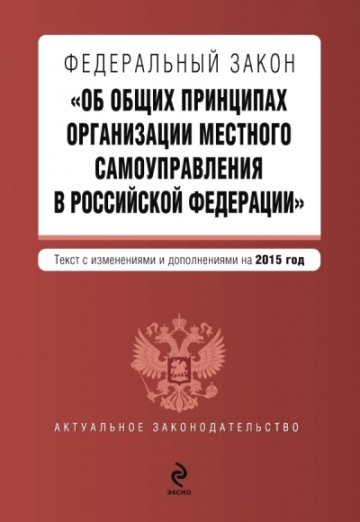 ФЕДЕРАЛЬНЫЙ ЗАКОН
«ОБ ОБЩИХ ПРИНЦИПАХ
ОРГАНИЗАЦИИ МЕСТНОГО
САМОУПРАВЛЕНИЯ
В РОССИЙСКОЙ ФЕДЕРАЦИИ»
Текст с изменениями и дополнениями на 2015 год
АКТУАЛЬНОЕ ЗАКОНОДАТЕЛЬСТВО
ЭКСМО